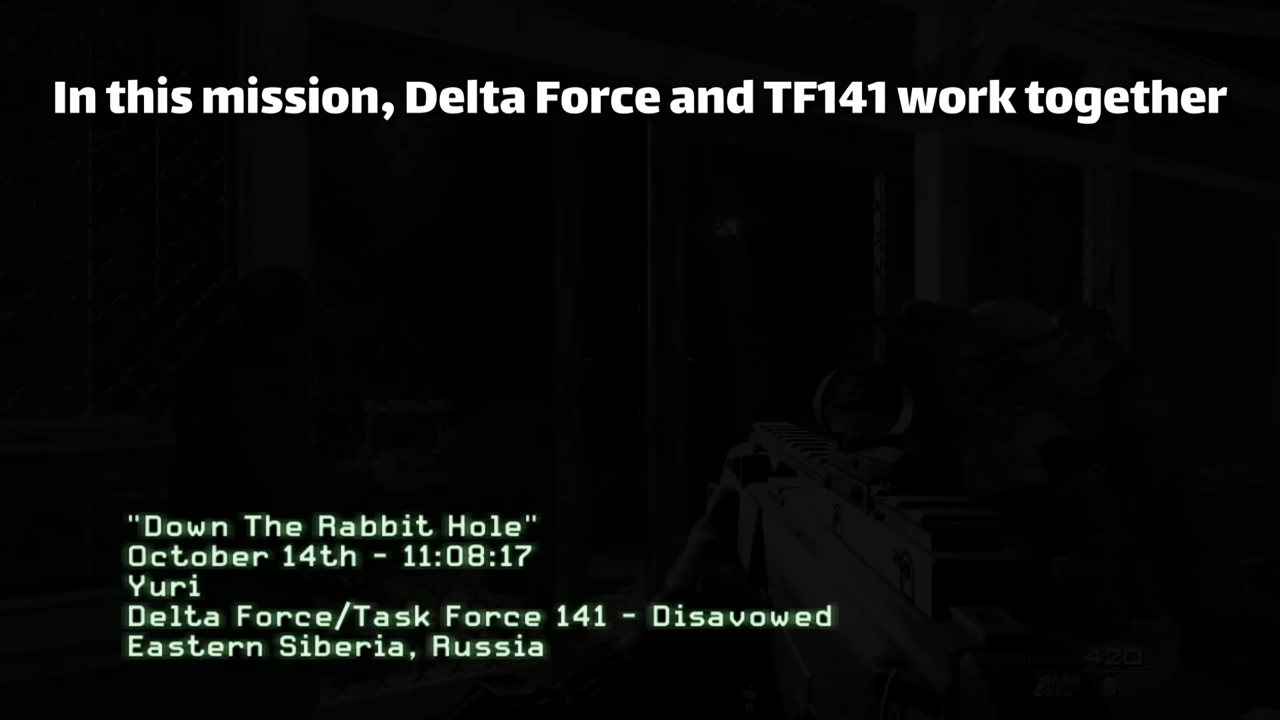 In this mission, Delta Force and TF141 work together
"Down The Rabbit Hole"
October 14th - 11:08:17
Yuri
Delta Force/Task Force 141 - Disavowed
Eastern Siberia, Russia
420